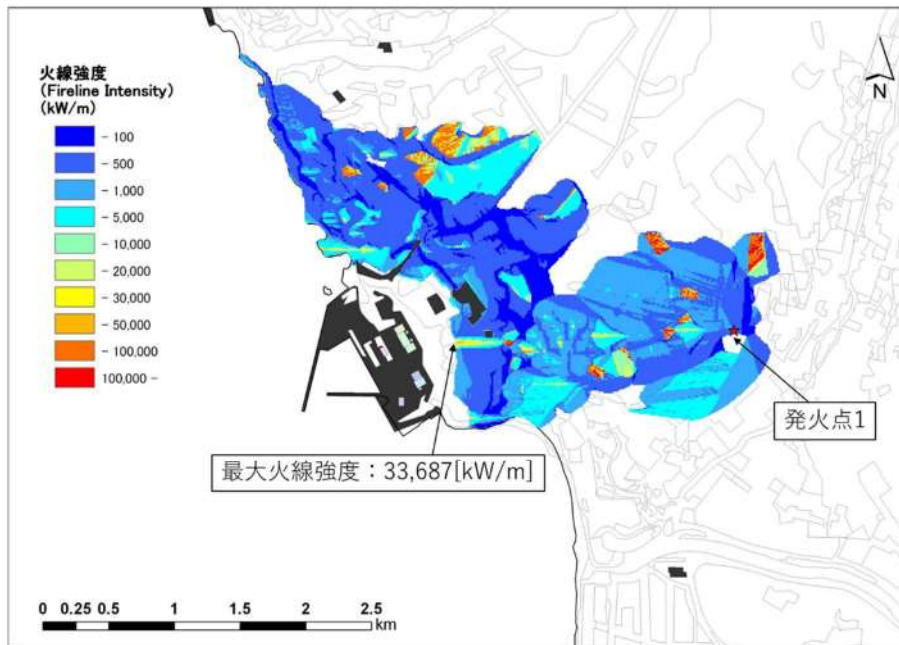 火線強度
(Fireline Intensity)
(kW/m)
- 100
- 500
- 1,000
- 5,000
- 10,000
- 20,000
- 30,000
- 50,000
- 100,000
100,000 -
N
発火点1
最大火線強度：33,687[kW/m]
0 0.25 0.5 1 1.5 2 2.5
km